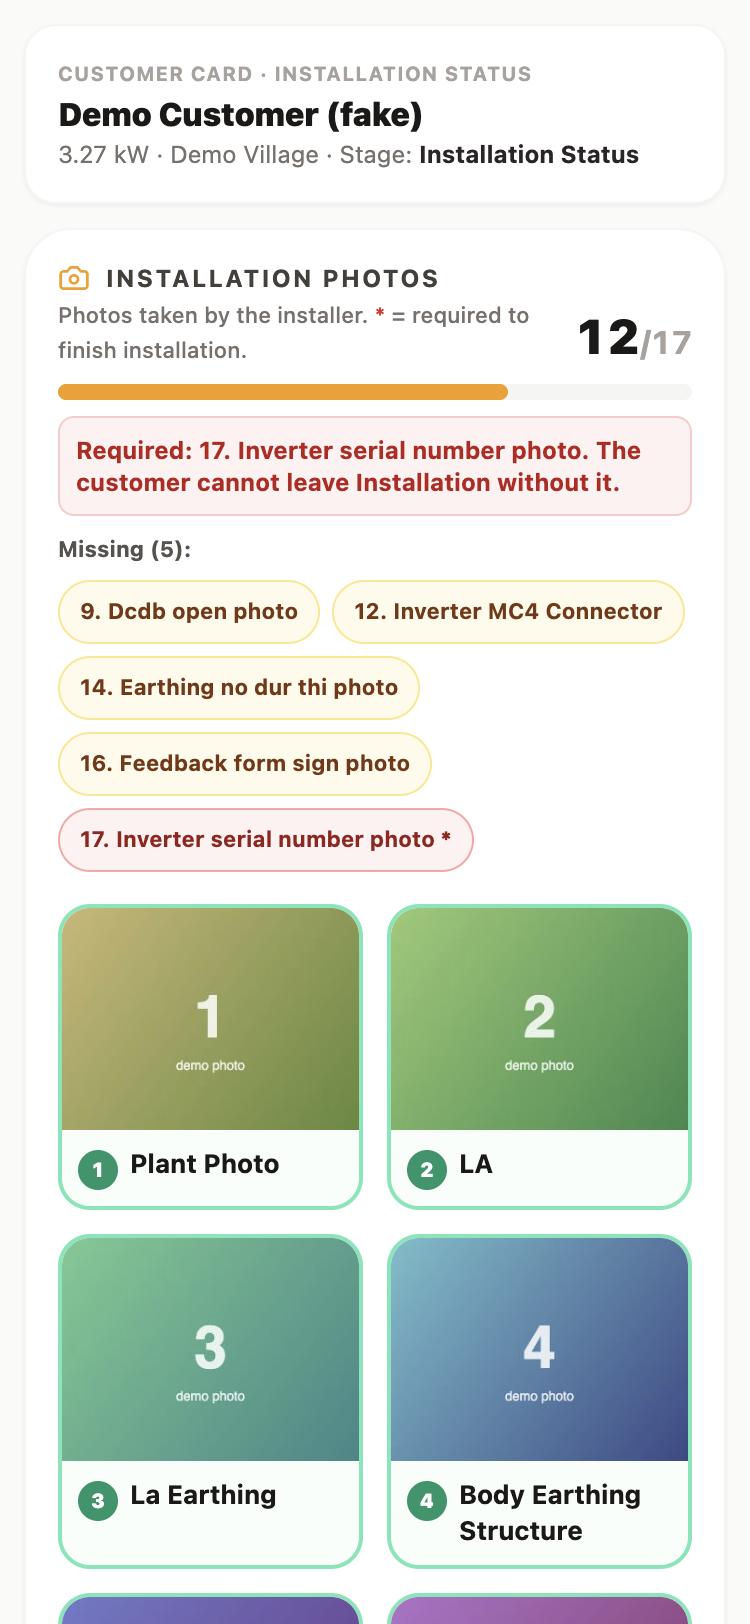 CUSTOMER CARD · INSTALLATION STATUS
Demo Customer (fake)
3.27 kW · Demo Village · Stage: Installation Status
INSTALLATION PHOTOS
Photos taken by the installer. * = required to
finish installation.
12/17
Required: 17. Inverter serial number photo. The
customer cannot leave Installation without it.
Missing (5):
9. Dcdb open photo
12. Inverter MC4 Connector
14. Earthing no dur thi photo
16. Feedback form sign photo
17. Inverter serial number photo *
1
demo photo
1 Plant Photo
2
demo photo
2 LA
3
demo photo
3 La Earthing
4
demo photo
4 Body Earthing
Structure